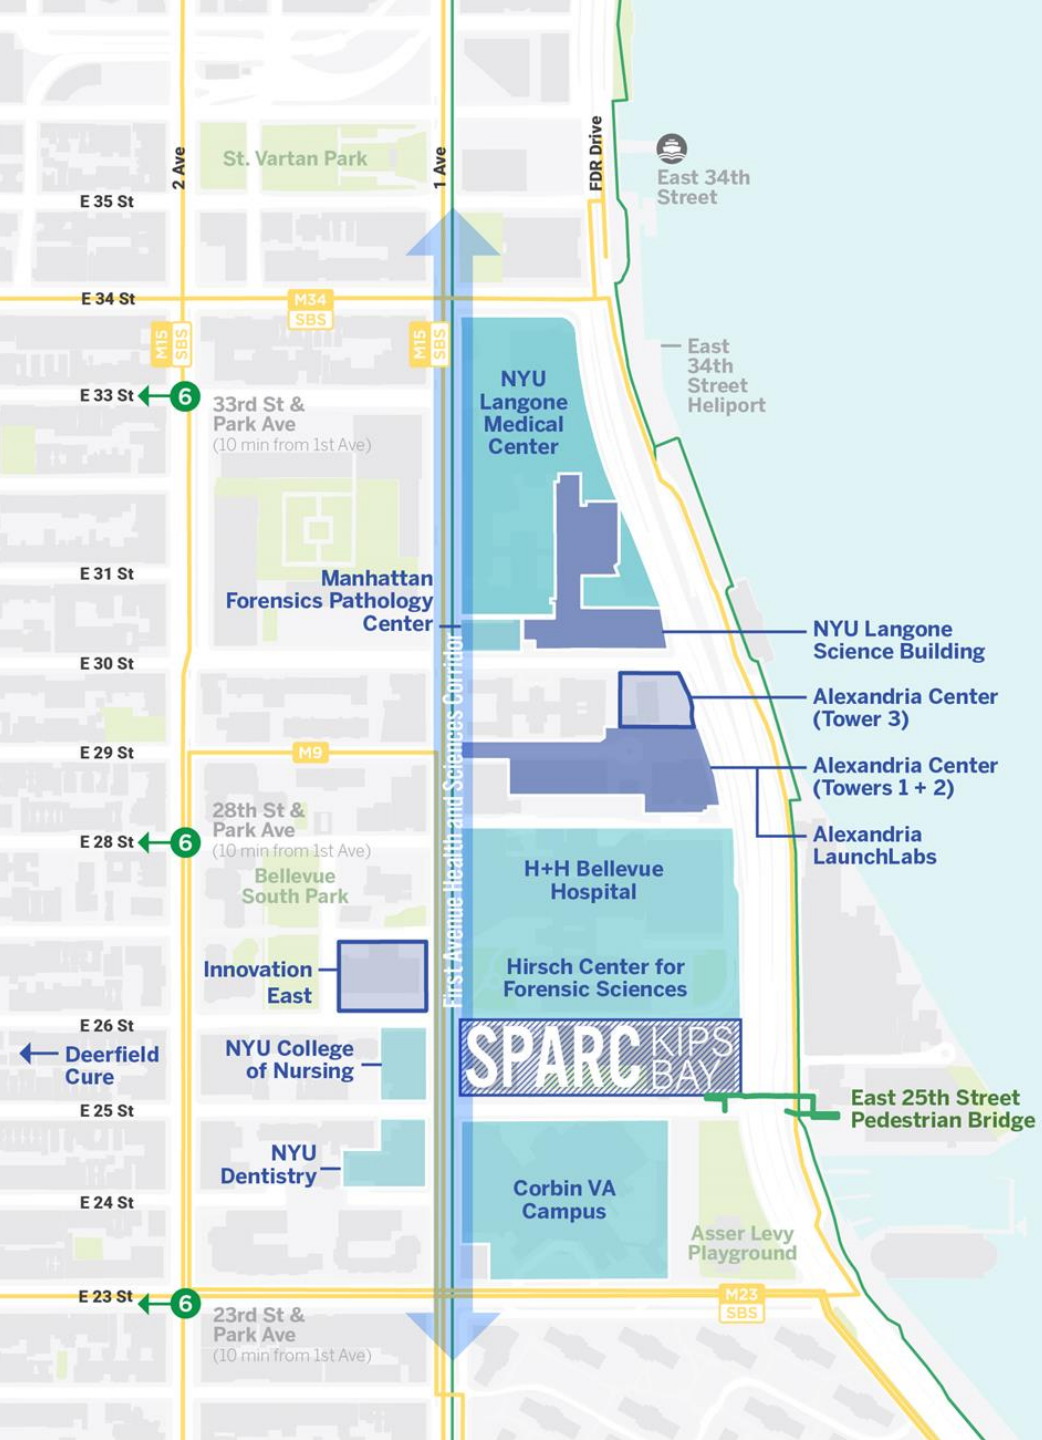 St. Vartan Park
2 Ave
1 Ave
FDR Drive
East 34th
Street
E 35 St
E 34 St
M34
SBS
M15
SBS
M15
SBS
East
34th
Street
Heliport
E 33 St
6
33rd St &
Park Ave
(10 min from 1st Ave)
NYU
Langone
Medical
Center
E 31 St
Manhattan
Forensics Pathology
Center
NYU Langone
Science Building
E 30 St
First Avenue Health and Sciences Corridor
Alexandria Center
(Tower 3)
E 29 St
M9
Alexandria Center
(Towers 1 + 2)
28th St &
Park Ave
(10 min from 1st Ave)
E 28 St
6
Alexandria
LaunchLabs
Bellevue
South Park
H+H Bellevue
Hospital
Innovation
East
Hirsch Center for
Forensic Sciences
E 26 St
SPARC
KIPS
BAY
Deerfield
Cure
NYU College
of Nursing
E 25 St
East 25th Street
Pedestrian Bridge
NYU
Dentistry
Corbin VA
Campus
E 24 St
Asser Levy
Playground
E 23 St
6
M23
SBS
23rd St &
Park Ave
(10 min from 1st Ave)